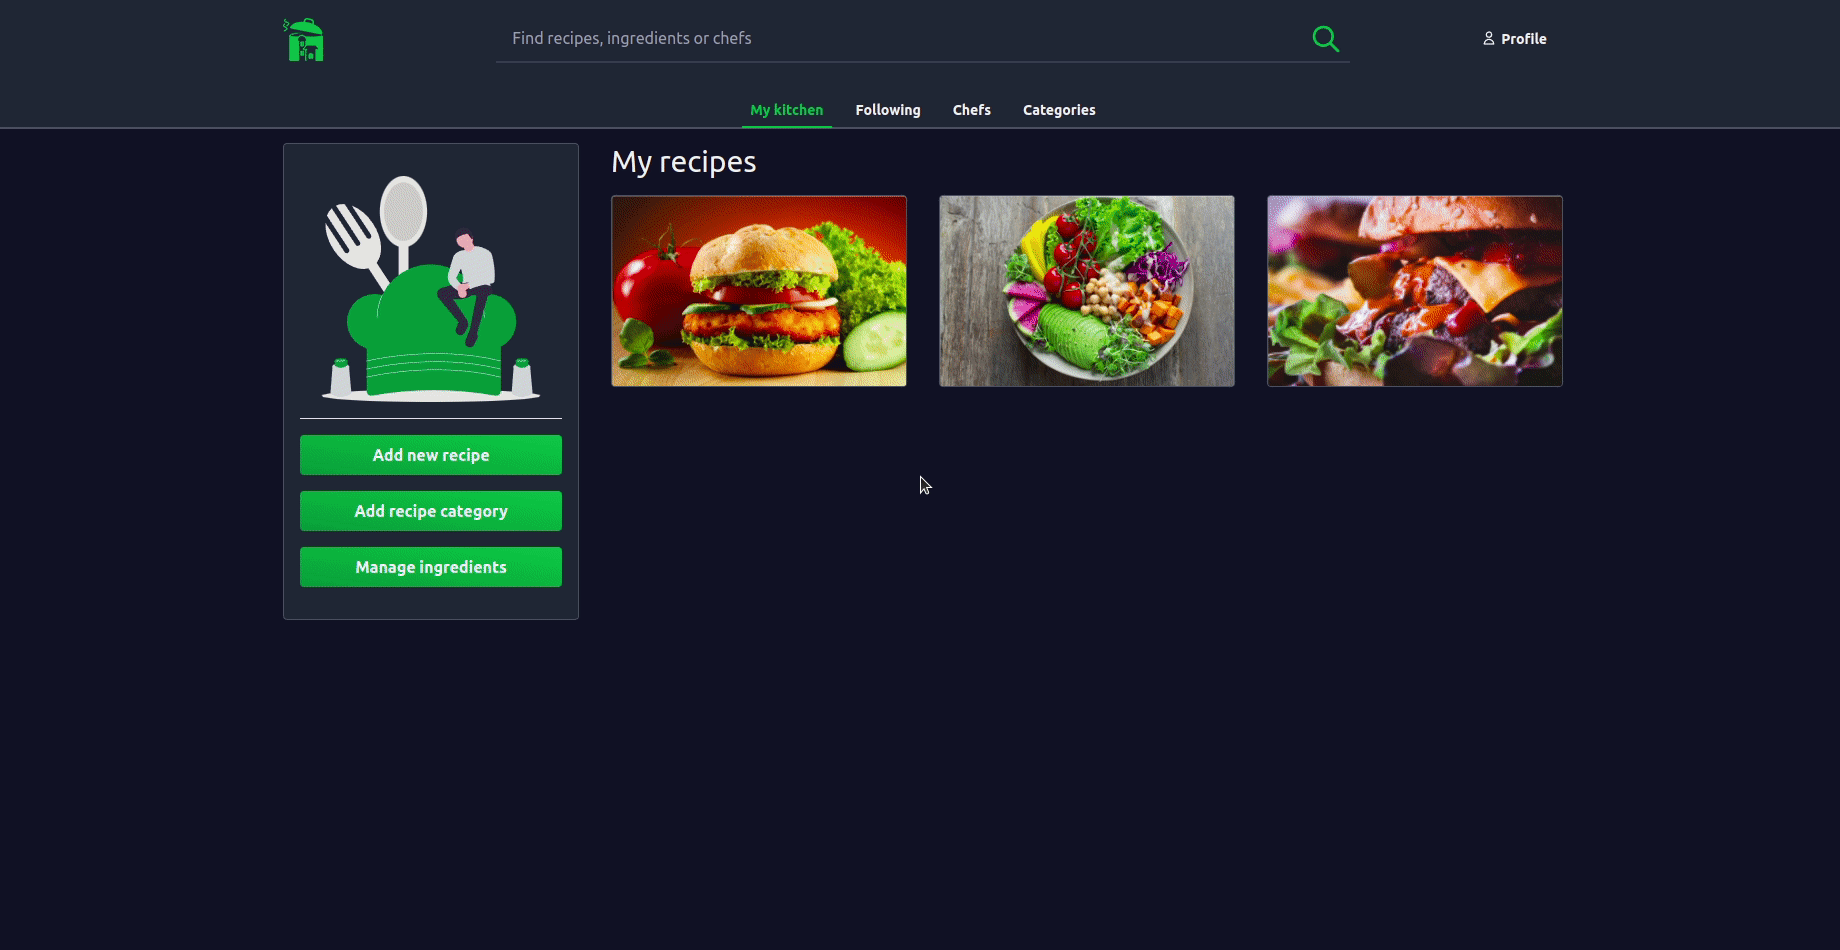 Find recipes, ingredients or chefs
Profile
My kitchen Following Chefs Categories
My recipes
Add new recipe
Add recipe category
Manage ingredients